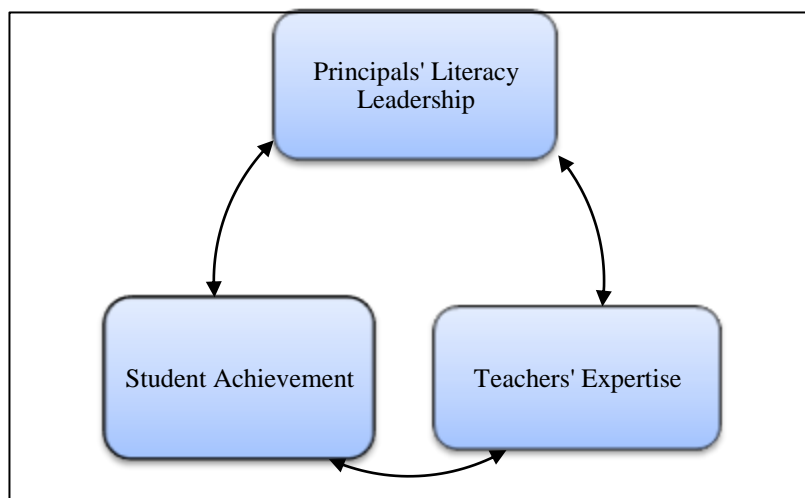 Principals' Literacy
Leadership
Student Achievement
Teachers' Expertise